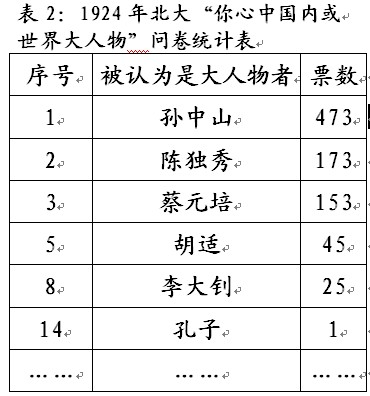 表 2：1924 年北大“你心中国内或
世界大人物”问卷统计表
序号 被认为是大人物者 票数
1 孙中山 473
2 陈独秀 173
3 蔡元培 153
5 胡适 45
8 李大钊 25
14 孔子 1
…… …… ……